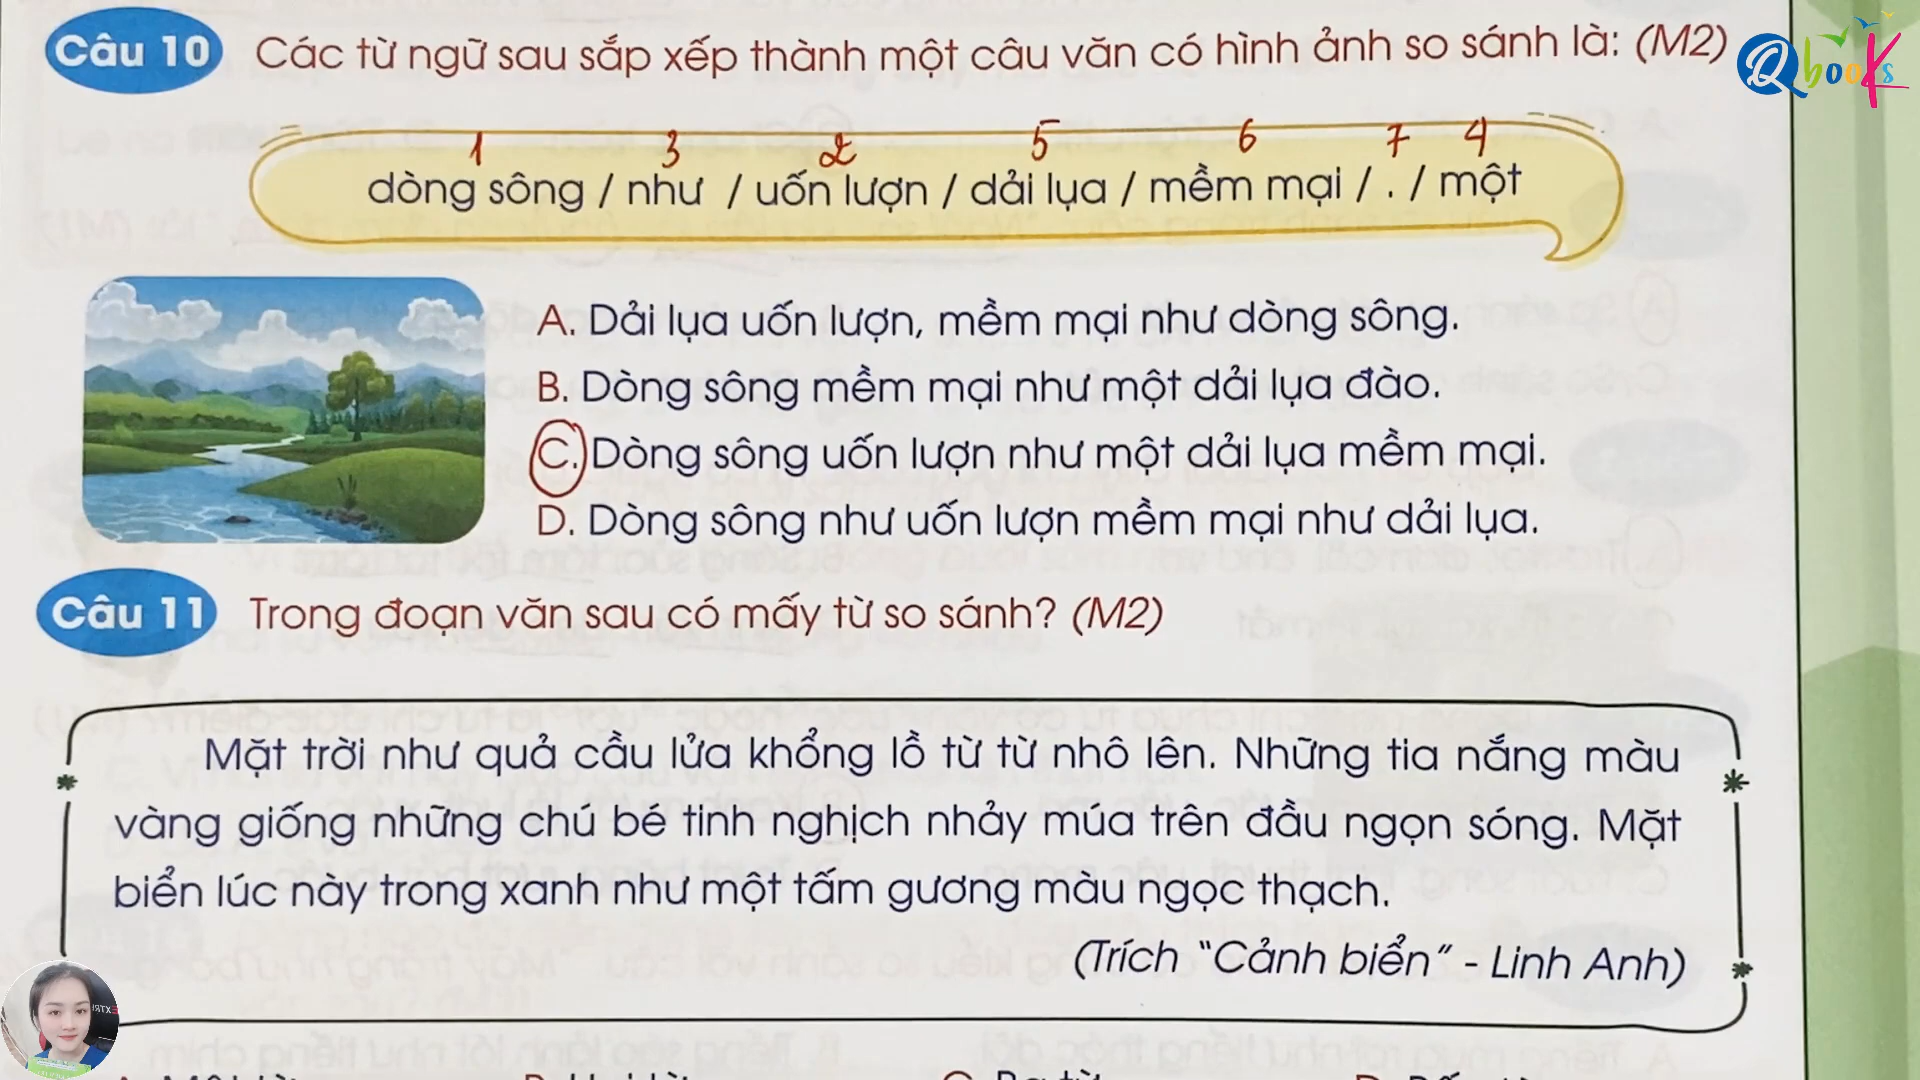 Câu 10 Các từ ngữ sau sắp xếp thành một câu văn có hình ảnh so sánh là: (M2)
Qbooks
1 3 2 5 6 7 4
dòng sông / như / uốn lượn / dải lụa / mềm mại / . / một
A. Dải lụa uốn lượn, mềm mại như dòng sông.
B. Dòng sông mềm mại như một dải lụa đào.
C. Dòng sông uốn lượn như một dải lụa mềm mại.
D. Dòng sông như uốn lượn mềm mại như dải lụa.
Câu 11 Trong đoạn văn sau có mấy từ so sánh? (M2)
Mặt trời như quả cầu lửa khổng lồ từ từ nhô lên. Những tia nắng màu
vàng giống những chú bé tinh nghịch nhảy múa trên đầu ngọn sóng. Mặt
biển lúc này trong xanh như một tấm gương màu ngọc thạch.
(Trích “Cảnh biển” - Linh Anh)